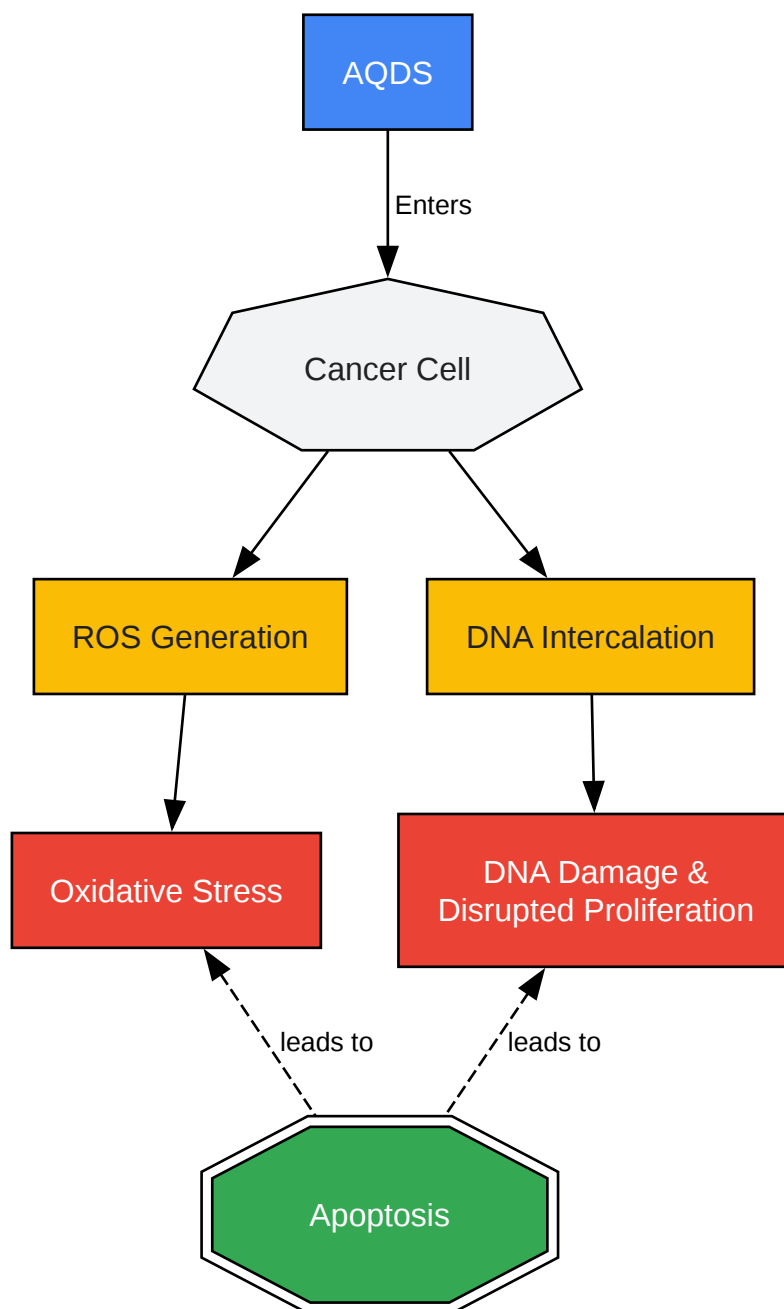 AQDS
Enters
Cancer Cell
ROS Generation
DNA Intercalation
Oxidative Stress
DNA Damage &
Disrupted Proliferation
leads to
leads to
Apoptosis